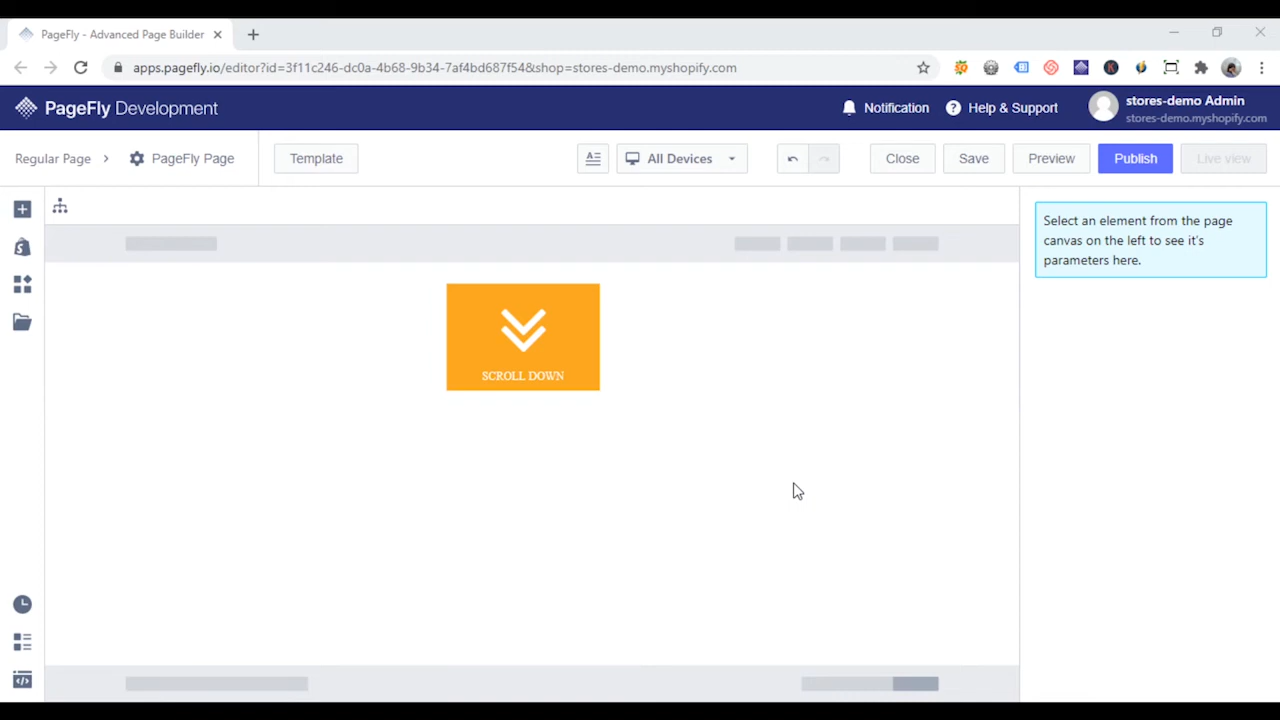 PageFly - Advanced Page Builder
apps.pagefly.io/editor?id=3f11c246-dc0a-4b68-9b34-7af4bd687f548&shop=stores-demo.myshopify.com
PageFly Development
Notification
Help & Support
stores-demo Admin
stores-demo.myshopify.com
Regular Page
PageFly Page
Template
All Devices
Close
Save
Preview
Publish
Live view
Select an element from the page
canvas on the left to see it's
parameters here.
SCROLL DOWN